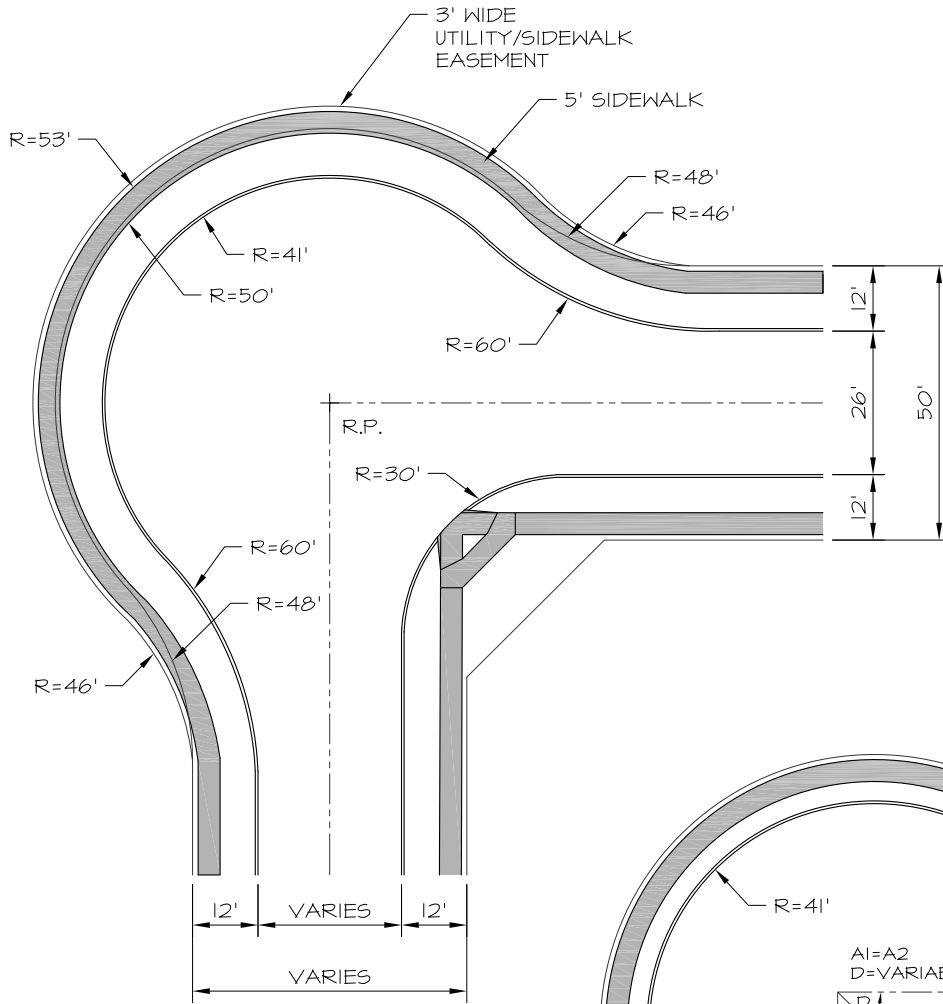 3' WIDE
UTILITY/SIDEWALK
EASEMENT
5' SIDEWALK
R=53'
R=48'
R=46'
R=41'
R=50'
R=60'
12'
26'
50'
R.P.
R=30'
12'
R=60'
R=48'
R=46'
12'
VARIES
12'
VARIES
R=41'
A1=A2